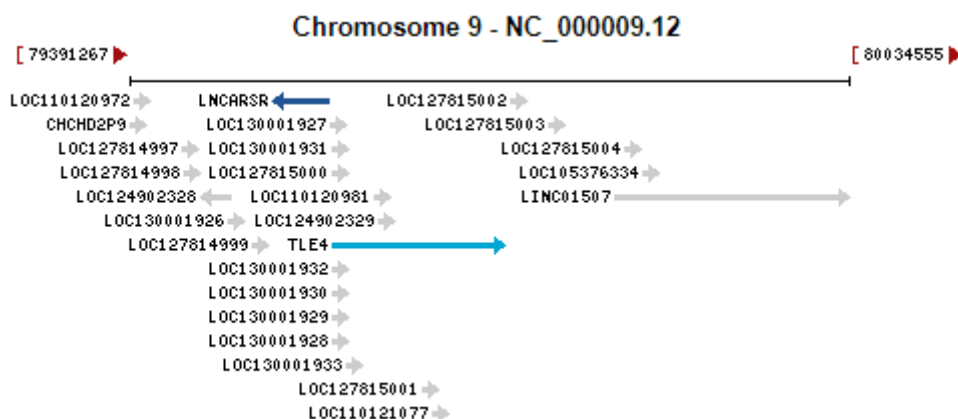 Chromosome 9 - NC_000009.12
[ 79391267 [ 80034555
LOC110120972 LNCARSR LOC127815002
CHCHD2P9 LOC130001927 LOC127815003
LOC127814997 LOC130001931 LOC127815004
LOC127814998 LOC127815000 LOC105376334
LOC124902328 LOC110120981 LINC01507
LOC130001926 LOC124902329
LOC127814999 TLE4
LOC130001932
LOC130001930
LOC130001929
LOC130001928
LOC130001933
LOC127815001
LOC110121077